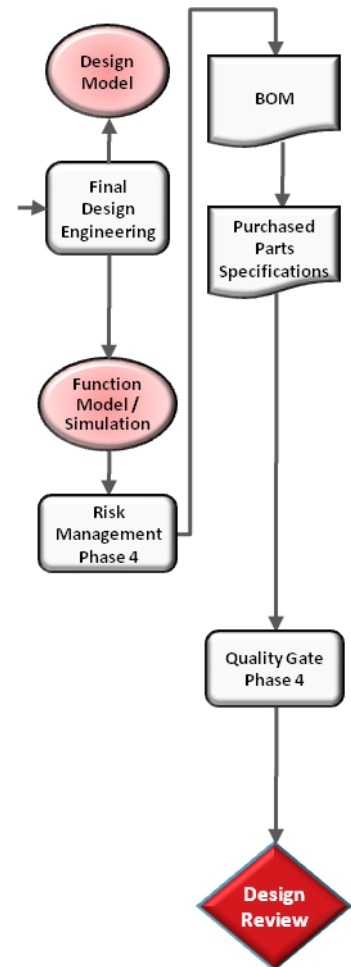 Design
Model
Final
Design
Engineering
Function
Model /
Simulation
Risk
Management
Phase 4
BOM
Purchased
Parts
Specifications
Quality Gate
Phase 4
Design
Review